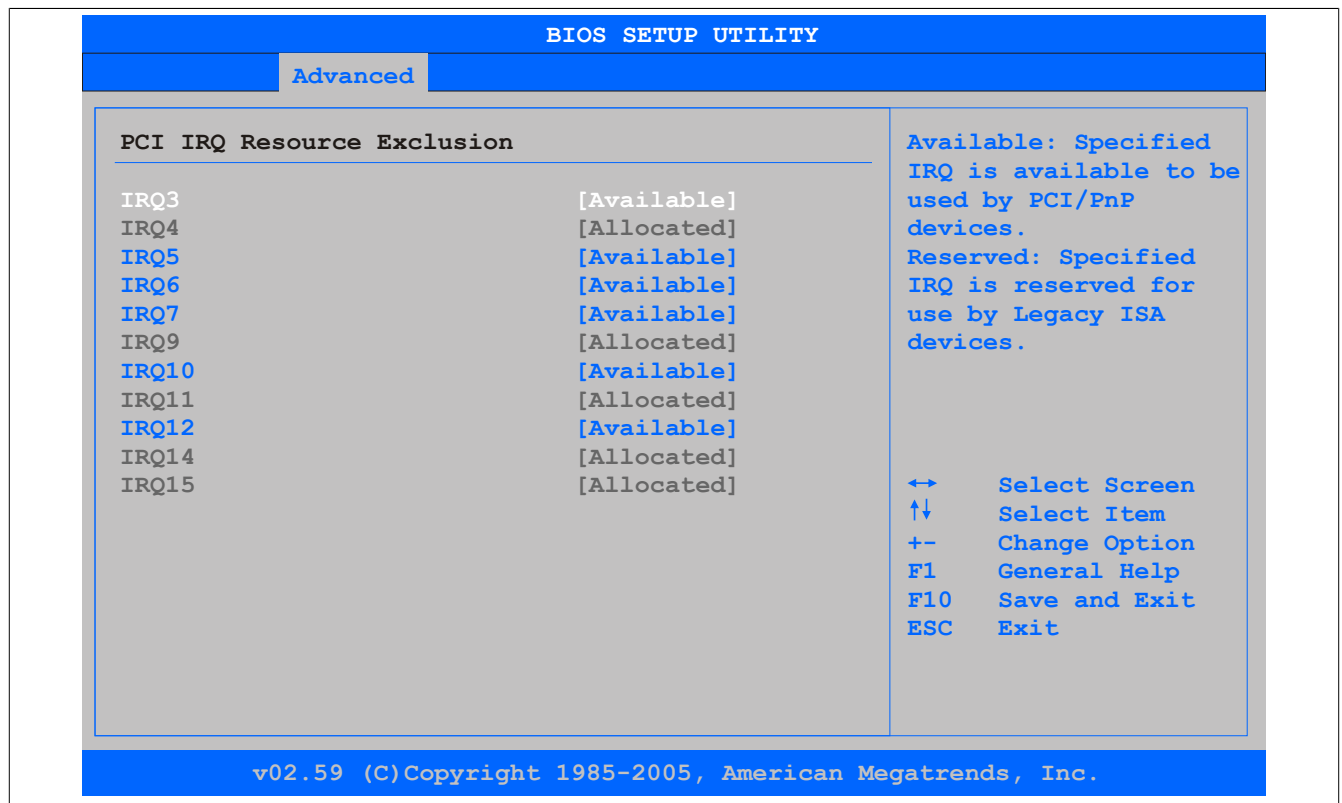 BIOS SETUP UTILITY
Advanced
PCI IRQ Resource Exclusion
IRQ3 [Available]
IRQ4 [Allocated]
IRQ5 [Available]
IRQ6 [Available]
IRQ7 [Available]
IRQ9 [Allocated]
IRQ10 [Available]
IRQ11 [Allocated]
IRQ12 [Available]
IRQ14 [Allocated]
IRQ15 [Allocated]
Available: Specified
IRQ is available to be
used by PCI/PnP
devices.
Reserved: Specified
IRQ is reserved for
use by Legacy ISA
devices.
↔ Select Screen
↑↓ Select Item
+- Change Option
F1 General Help
F10 Save and Exit
ESC Exit
v02.59 (C)Copyright 1985-2005, American Megatrends, Inc.